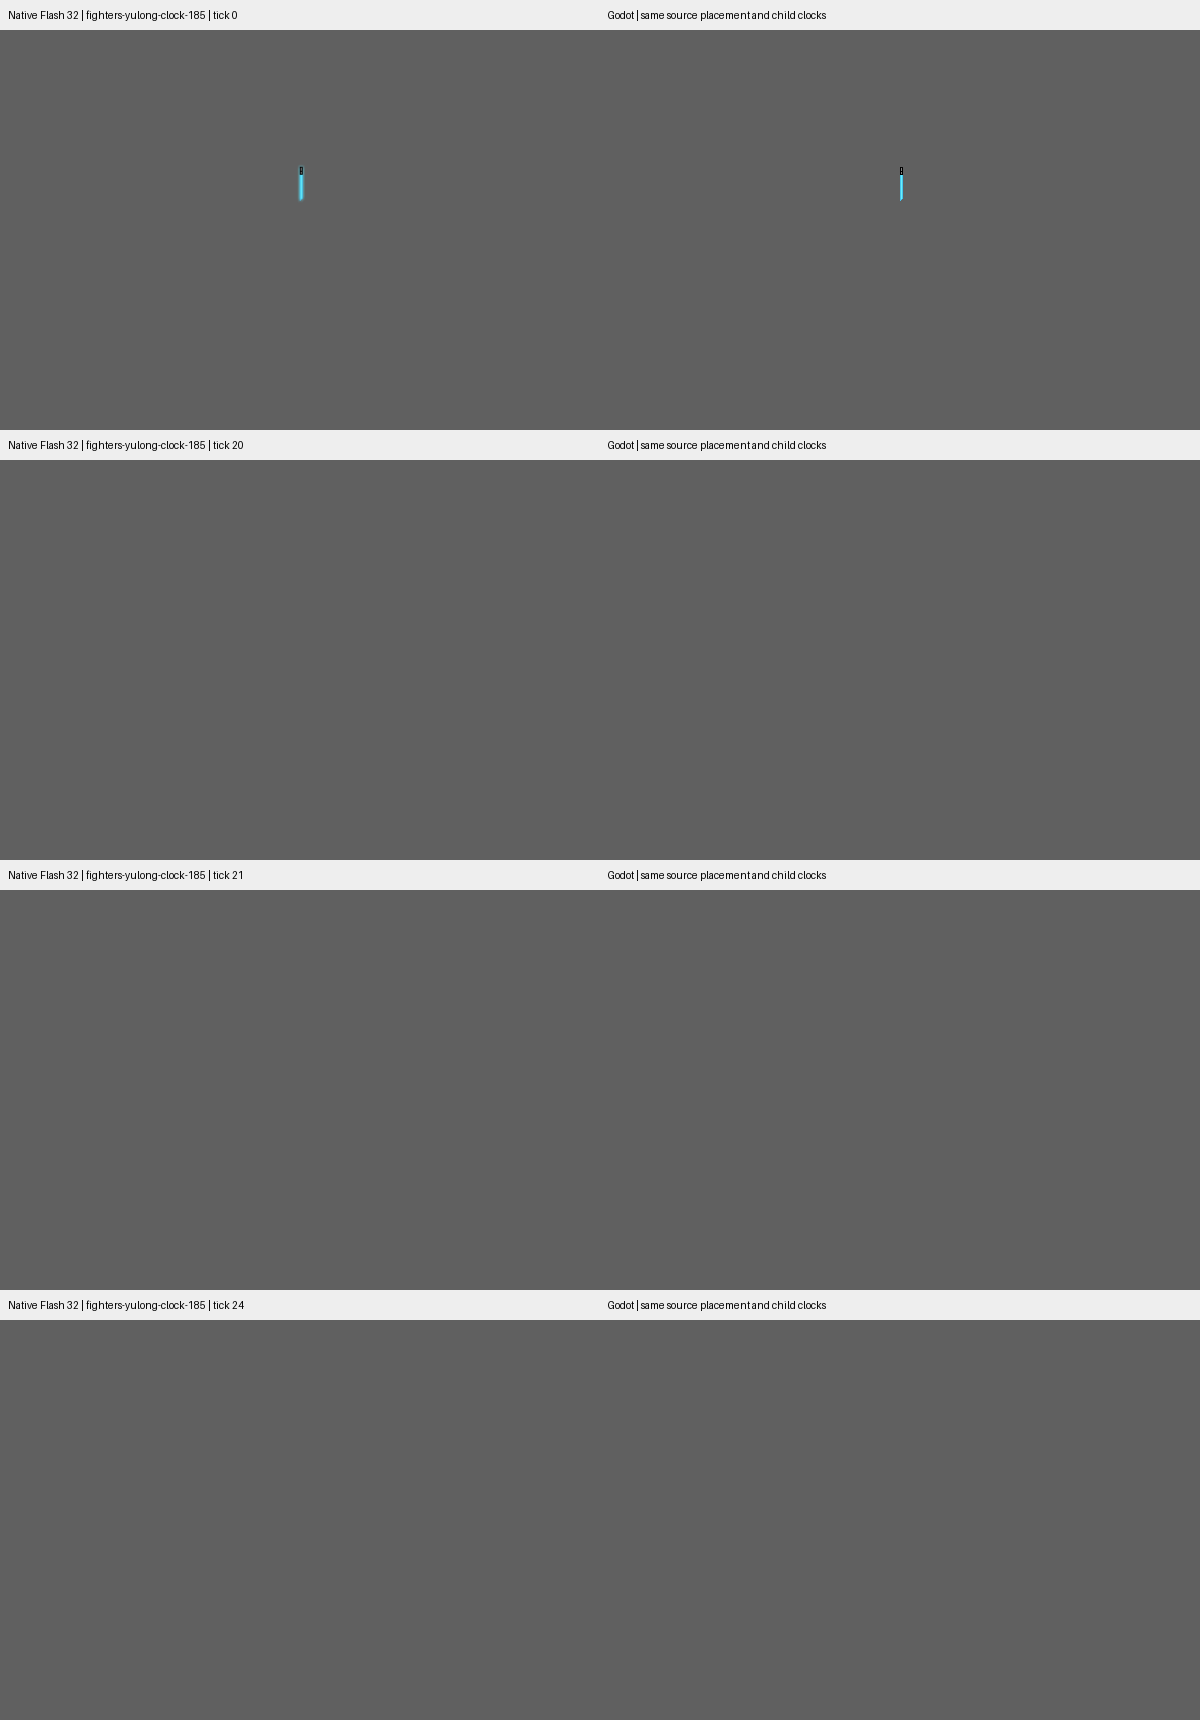 Native Flash 32 | fighters-yulong-clock-185 | tick 0
Godot | same source placement and child clocks
Native Flash 32 | fighters-yulong-clock-185 | tick 20
Godot | same source placement and child clocks
Native Flash 32 | fighters-yulong-clock-185 | tick 21
Godot | same source placement and child clocks
Native Flash 32 | fighters-yulong-clock-185 | tick 24
Godot | same source placement and child clocks